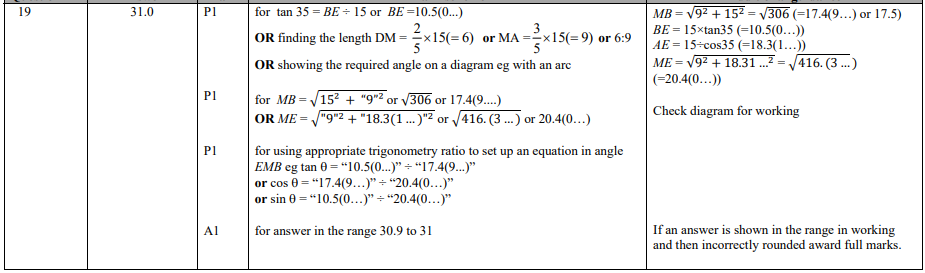 19
31.0
P1
for tan 35 = BE ÷ 15 or BE =10.5(0...)
OR finding the length DM = 2/5 ×15(= 6) or MA = 3/5 ×15(= 9) or 6:9
OR showing the required angle on a diagram eg with an arc
P1
for MB = √15² + "9"² or √306 or 17.4(9....)
OR ME = √"9"² + "18.3(1 ... )"² or √416. (3 ... ) or 20.4(0…)
P1
for using appropriate trigonometry ratio to set up an equation in angle
EMB eg tan θ = “10.5(0...)” ÷ “17.4(9...)”
or cos θ = “17.4(9…)” ÷ “20.4(0…)”
or sin θ = “10.5(0…)” ÷ “20.4(0…)”
A1
for answer in the range 30.9 to 31
MB = √9² + 15² = √306 (=17.4(9…) or 17.5)
BE = 15×tan35 (=10.5(0…))
AE = 15÷cos35 (=18.3(1…))
ME = √9² + 18.31 ...² = √416. (3 ... )
(=20.4(0…))
Check diagram for working
If an answer is shown in the range in working
and then incorrectly rounded award full marks.